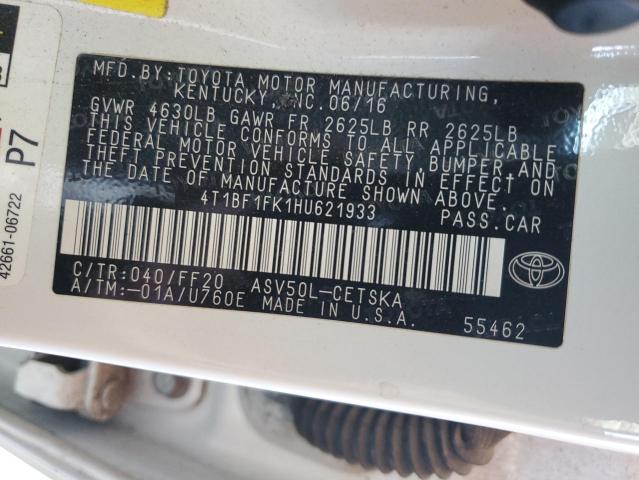 MFD.BY:TOYOTA MOTOR MANUFACTURING,
KENTUCKY, INC.06/16
GVWR 4630LB GAWR FR 2625LB RR 2625LB
THIS VEHICLE CONFORMS TO ALL APPLICABLE
FEDERAL MOTOR VEHICLE SAFETY, BUMPER,AND
THEFT PREVENTION STANDARDS IN EFFECT ON
THE DATE OF MANUFACTURE SHOWN ABOVE.
4T1BF1FK1HU621933 PASS.CAR
C/TR:040/FF20 ASV50L-CETSKA
A/TM:-01A/U760E MADE IN U.S.A.
55462
P7
42661-06722